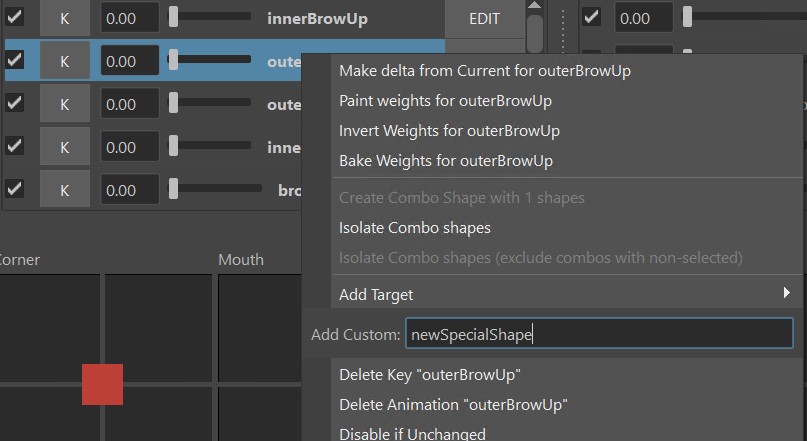 K 0.00 innerBrowUp EDIT 0.00
K 0.00 oute
K 0.00 oute
K 0.00 inne
K 0.00 bro
Make delta from Current for outerBrowUp
Paint weights for outerBrowUp
Invert Weights for outerBrowUp
Bake Weights for outerBrowUp
Create Combo Shape with 1 shapes
Isolate Combo shapes
Isolate Combo shapes (exclude combos with non-selected)
Corner Mouth
Add Target
Add Custom: newSpecialShape
Delete Key "outerBrowUp"
Delete Animation "outerBrowUp"
Disable if Unchanged